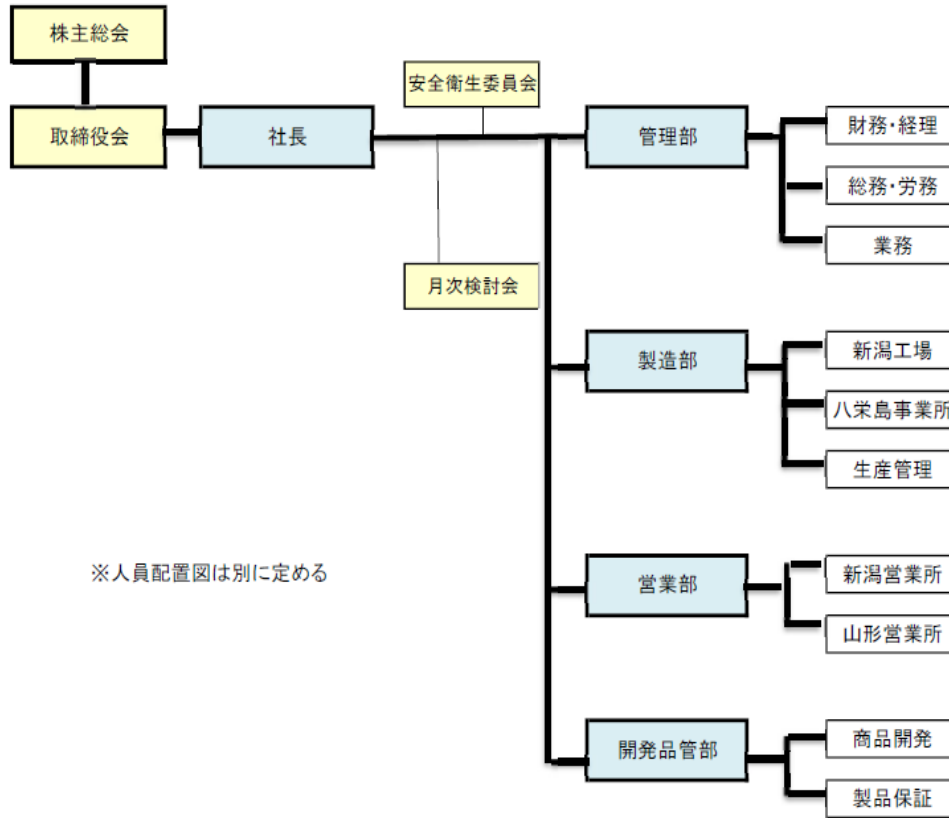 株主総会
安全衛生委員会
取締役会
社長
管理部
財務・経理
総務・労務
業務
月次検討会
製造部
新潟工場
八栄島事業所
生産管理
※人員配置図は別に定める
営業部
新潟営業所
山形営業所
開発品管部
商品開発
製品保証